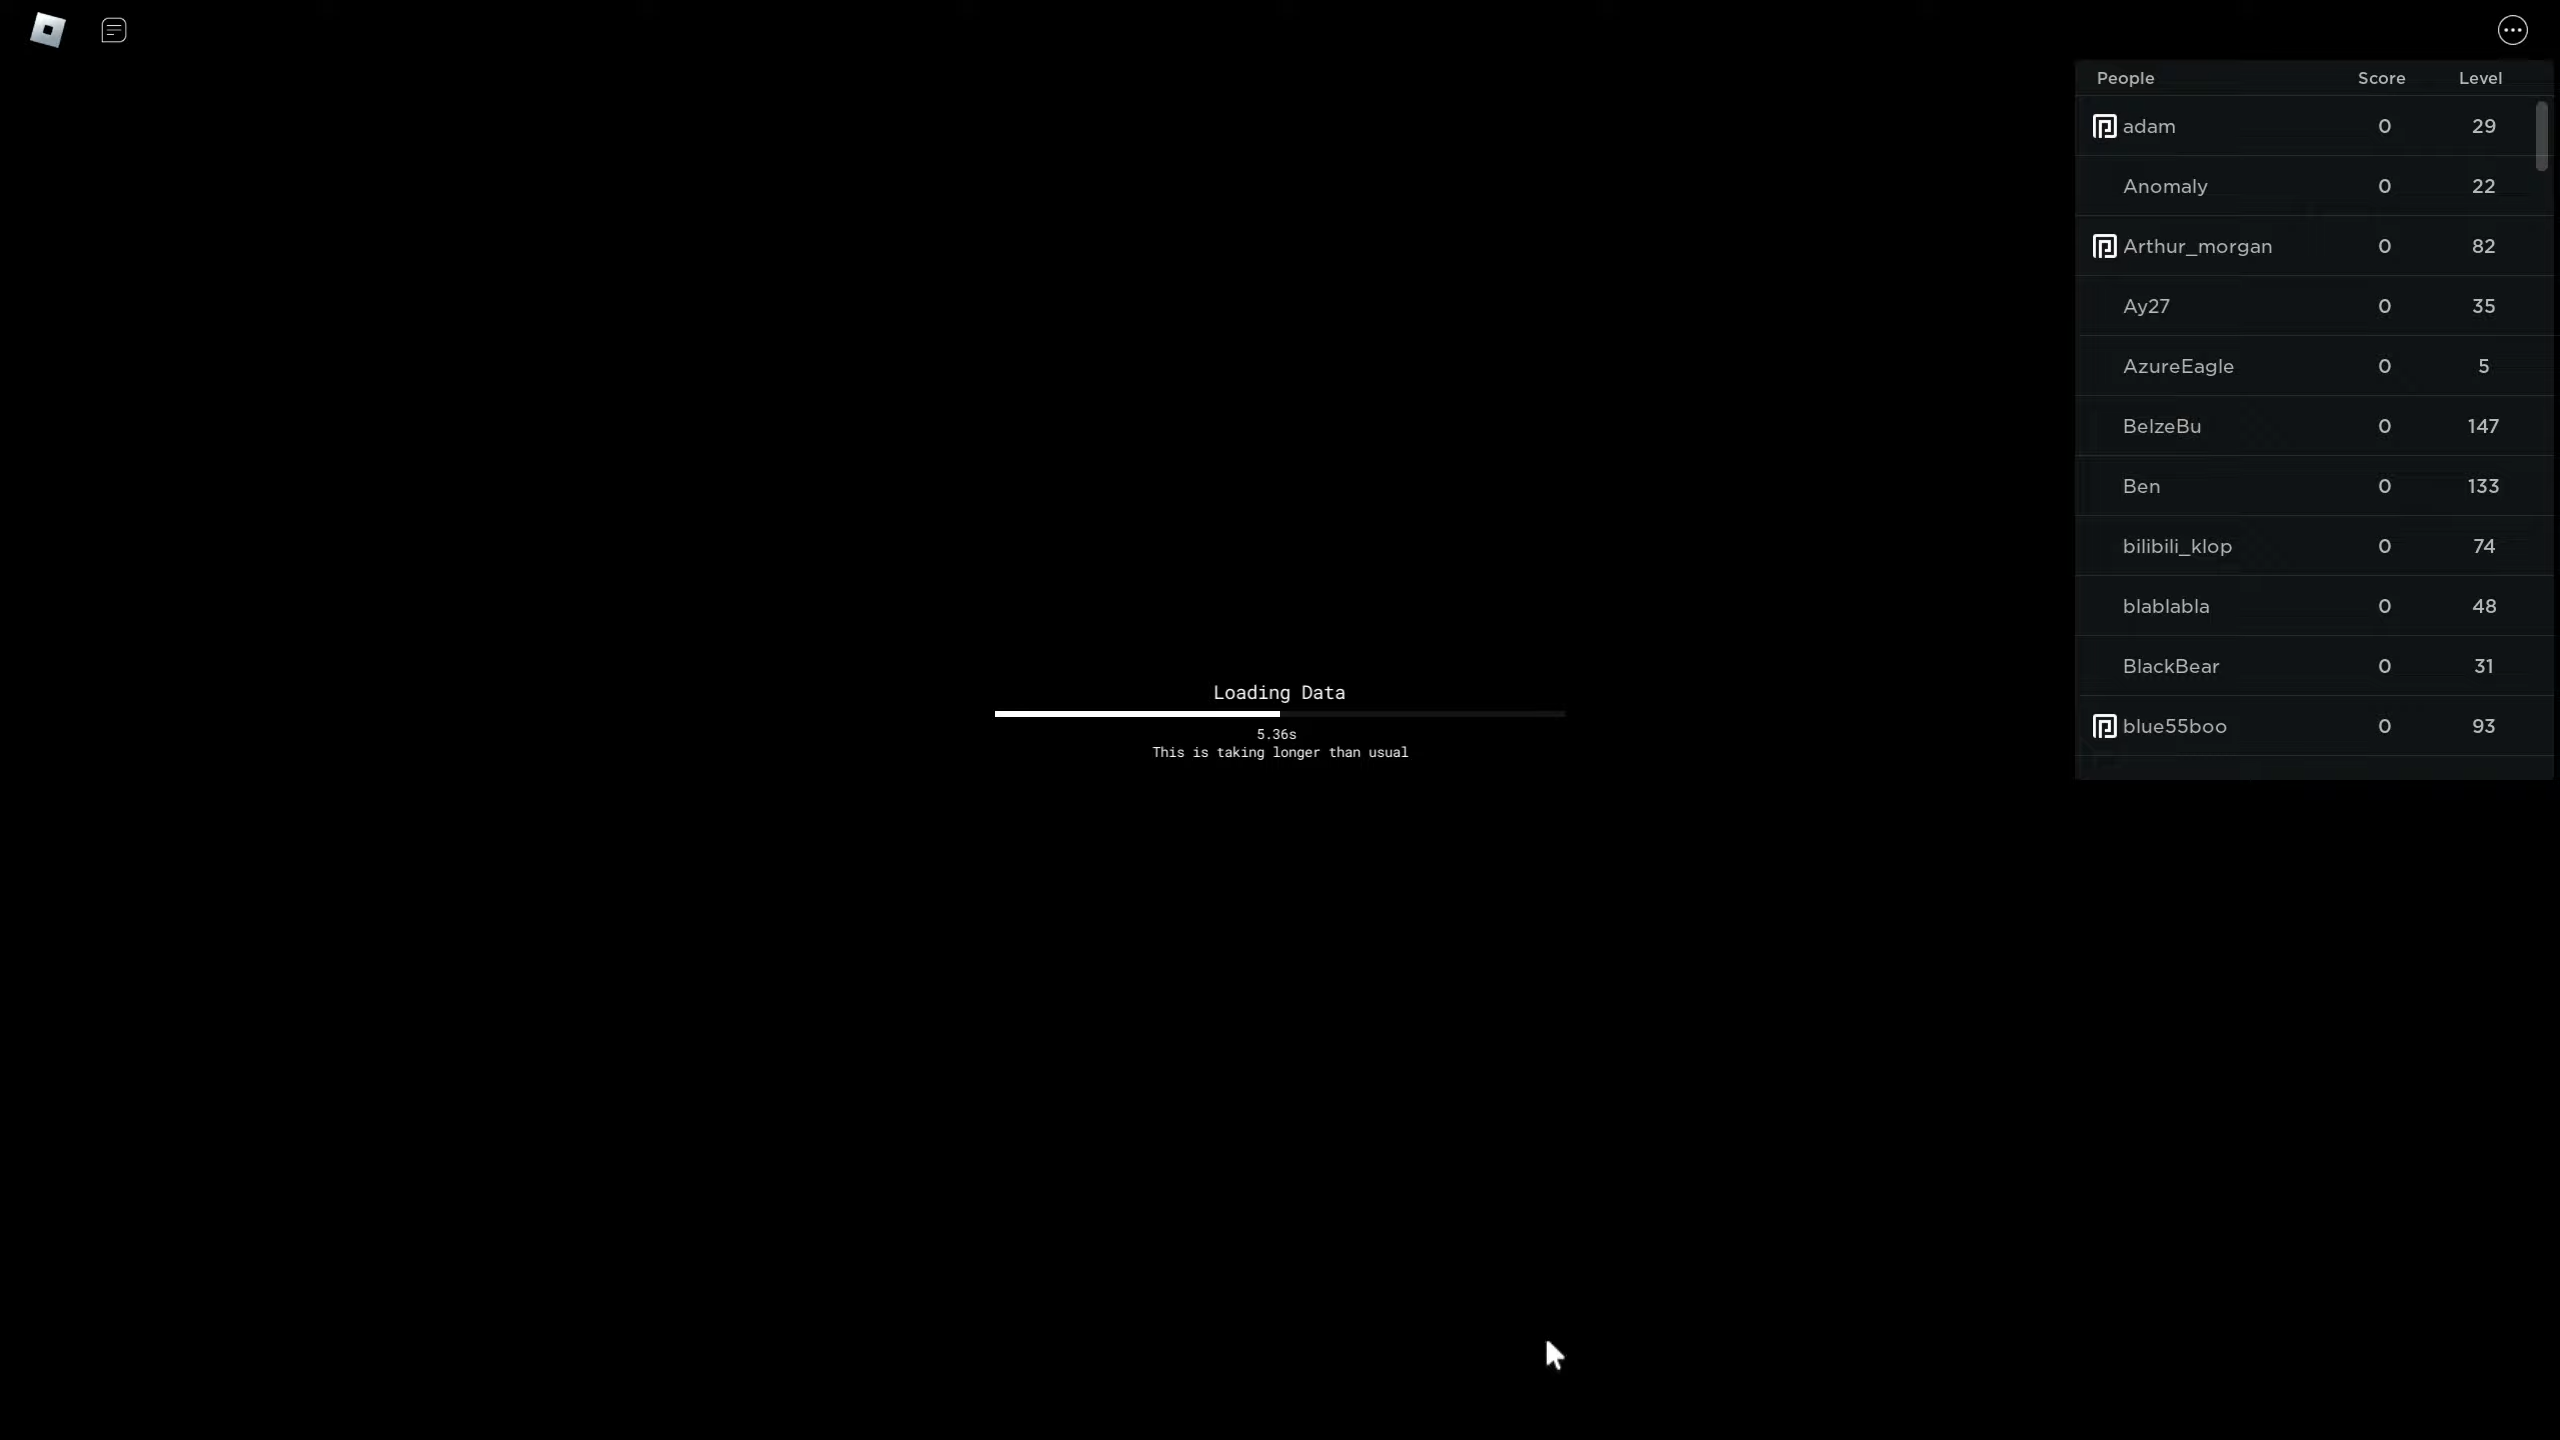 People Score Level
adam 0 29
Anomaly 0 22
Arthur_morgan 0 82
Ay27 0 35
AzureEagle 0 5
BelzeBu 0 147
Ben 0 133
bilibili_klop 0 74
blablabla 0 48
BlackBear 0 31
blue55boo 0 93
Loading Data
5.36s
This is taking longer than usual